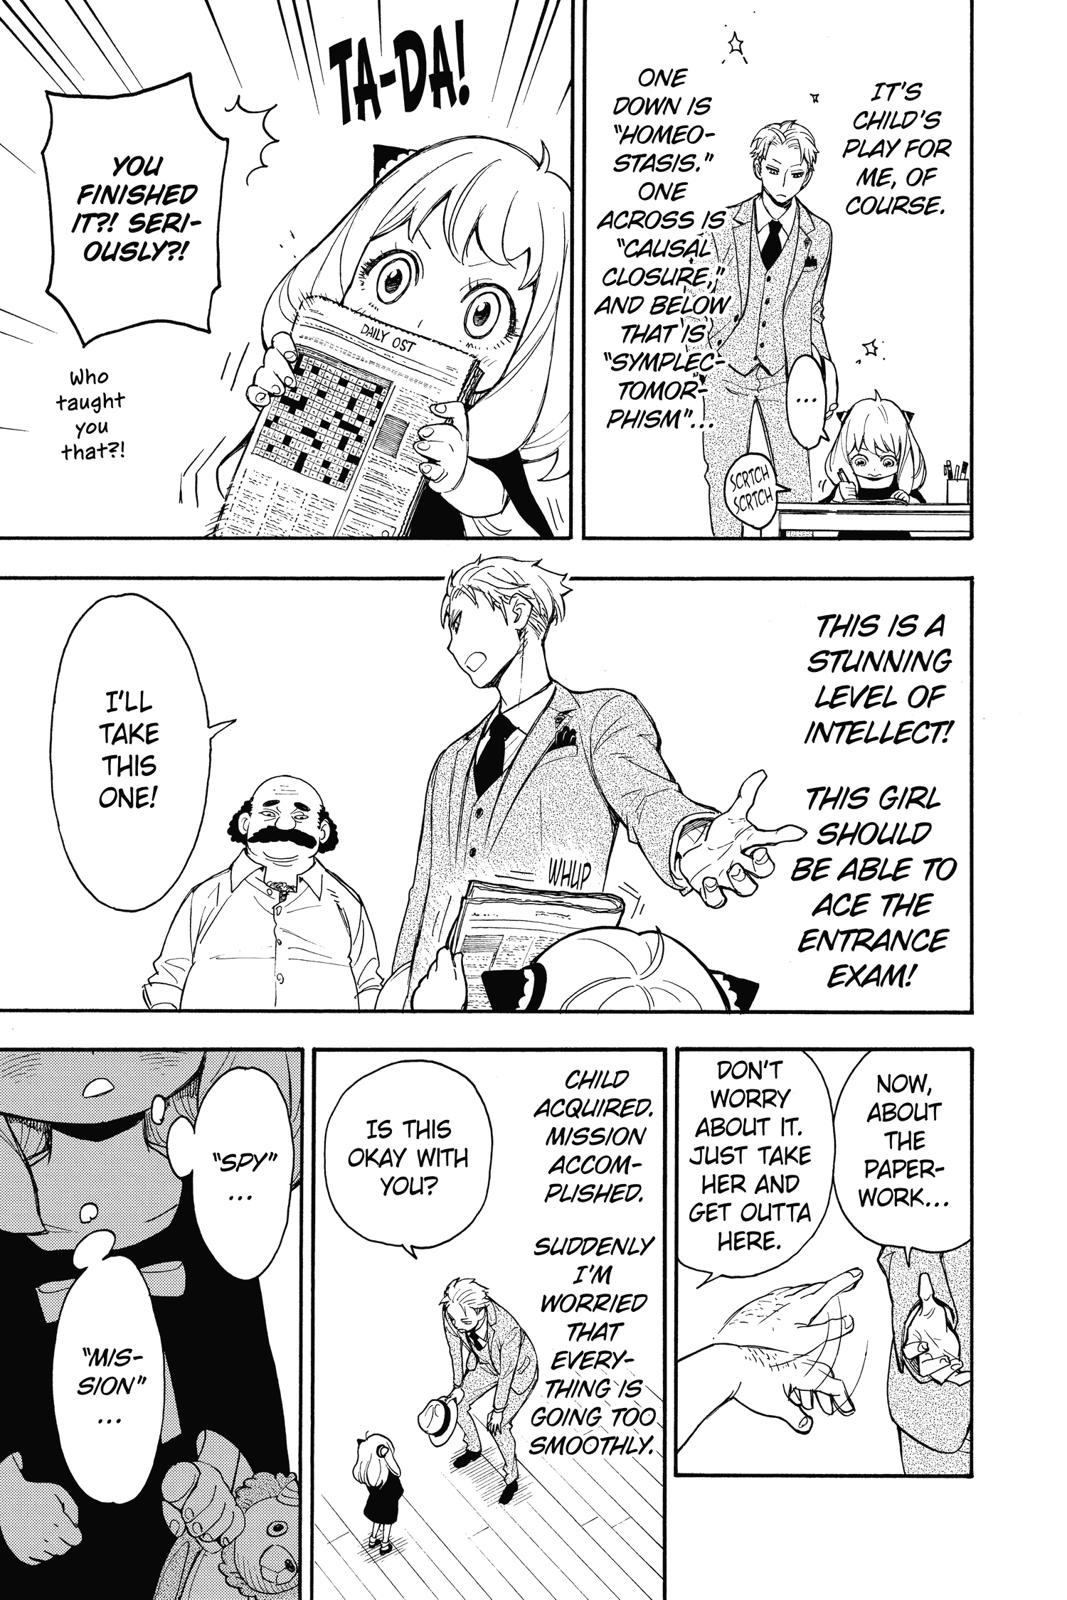 IT'S
CHILD'S
PLAY FOR
ME, OF
COURSE.
ONE
DOWN IS
"HOMEO-
STASIS."
ONE
ACROSS IS
"CAUSAL
CLOSURE,"
AND BELOW
THAT IS
"SYMPLEC-
TOMOR-
PHISM"...
...
SCRTCH
SCRTCH
TA-DA!
YOU
FINISHED
IT?! SERI-
OUSLY?!
DAILY OST
Who
taught
you
that?!
THIS IS A
STUNNING
LEVEL OF
INTELLECT!
THIS GIRL
SHOULD
BE ABLE TO
ACE THE
ENTRANCE
EXAM!
WHUP
I'LL
TAKE
THIS
ONE!
NOW,
ABOUT
THE
PAPER-
WORK...
DON'T
WORRY
ABOUT IT.
JUST TAKE
HER AND
GET OUTTA
HERE.
CHILD
ACQUIRED.
MISSION
ACCOM-
PLISHED.
SUDDENLY
I'M
WORRIED
THAT
EVERY-
THING IS
GOING TOO
SMOOTHLY.
IS THIS
OKAY WITH
YOU?
"SPY"
...
"MIS-
SION"
...